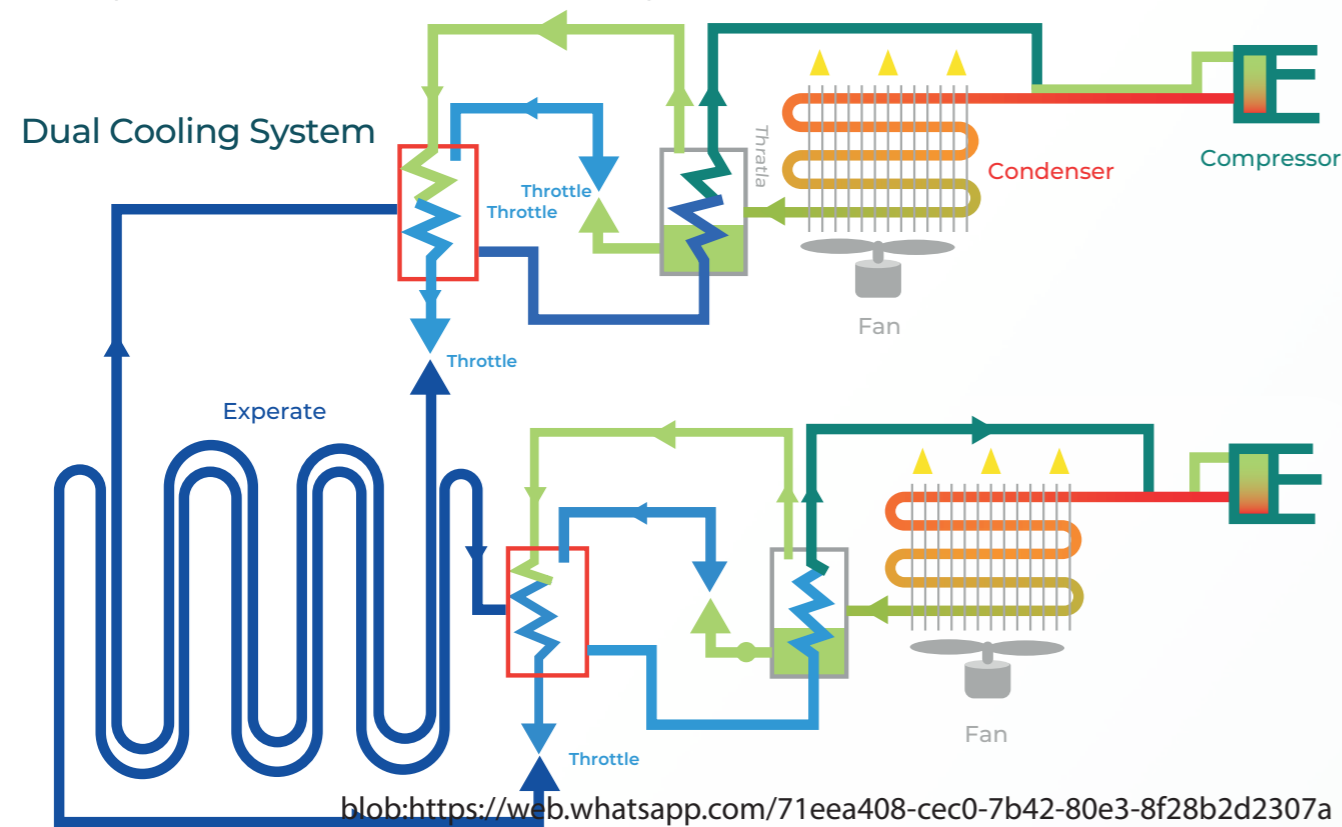 Dual Cooling System
Thratla
Condenser
Compressor
Throttle
Throttle
Fan
Throttle
Experate
Fan
Throttle
blob:https://web.whatsapp.com/71eea408-cec0-7b42-80e3-8f28b2d2307a